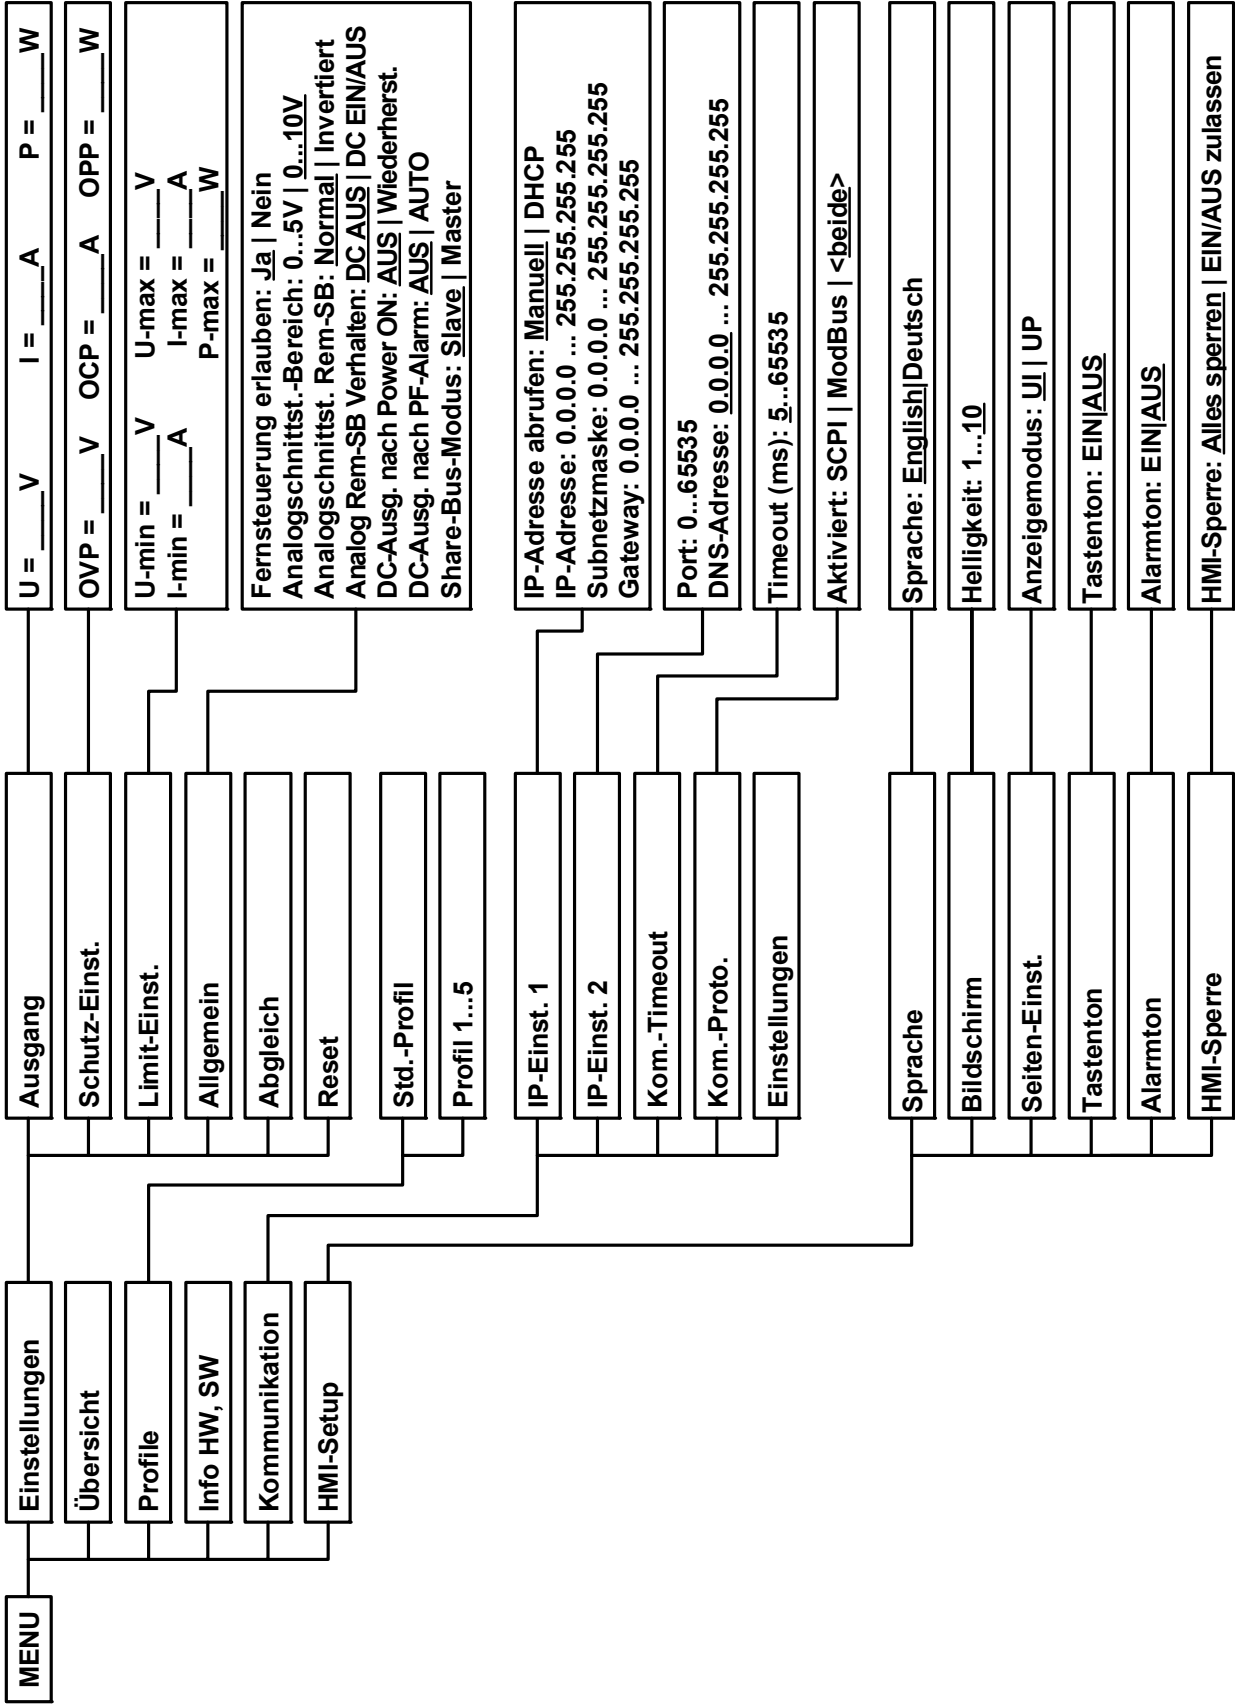 MENU
Einstellungen
Übersicht
Profile
Info HW, SW
Kommunikation
HMI-Setup
Ausgang
Schutz-Einst.
Limit-Einst.
Allgemein
Abgleich
Reset
Std.-Profil
Profil 1...5
IP-Einst. 1
IP-Einst. 2
Kom.-Timeout
Kom.-Proto.
Einstellungen
Sprache
Bildschirm
Seiten-Einst.
Tastenton
Alarmton
HMI-Sperre
U = ____V I = ____A P = ____W
OVP = ____V OCP = ____A OPP = ____W
U-min = ____V U-max = ____V
I-min = ____A I-max = ____A
P-max = ____W
Fernsteuerung erlauben: Ja | Nein
Analogschnittst.-Bereich: 0...5V | 0...10V
Analogschnittst. Rem-SB: Normal | Invertiert
Analog Rem-SB Verhalten: DC AUS | DC EIN/AUS
DC-Ausg. nach Power ON: AUS | Wiederherst.
DC-Ausg. nach PF-Alarm: AUS | AUTO
Share-Bus-Modus: Slave | Master
IP-Adresse abrufen: Manuell | DHCP
IP-Adresse: 0.0.0.0 ... 255.255.255.255
Subnetzmaske: 0.0.0.0 ... 255.255.255.255
Gateway: 0.0.0.0 ... 255.255.255.255
Port: 0...65535
DNS-Adresse: 0.0.0.0 ... 255.255.255.255
Timeout (ms): 5...65535
Aktiviert: SCPI | ModBus | <beide>
Sprache: English|Deutsch
Helligkeit: 1...10
Anzeigemodus: UI | UP
Tastenton: EIN|AUS
Alarmton: EIN|AUS
HMI-Sperre: Alles sperren | EIN/AUS zulassen